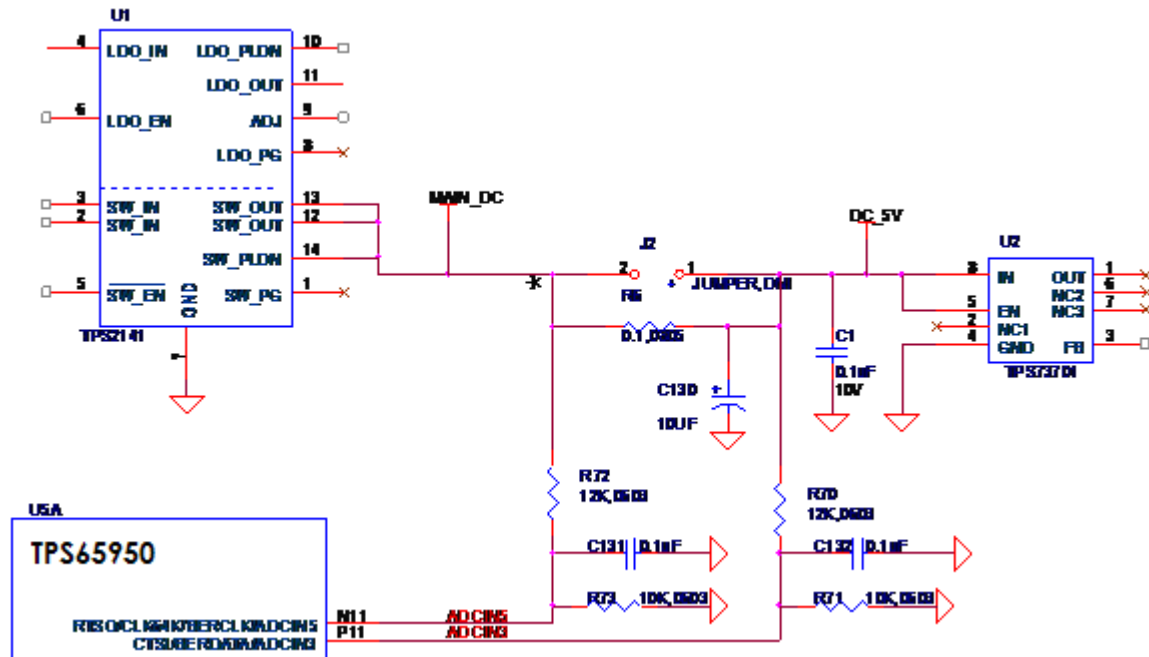 U1
4 LDO_IN LDO_PLDN 10
LDO_OUT 11
6 LDO_EN ADJ 9
LDO_PG 8
3 SW_IN SW_OUT 13
2 SW_IN SW_OUT 12
SW_PLDN 14
5 SW_EN GND SW_PG 1
TPS2141
7
MAIN_DC
J2
2 1
JUMPER,DNI
R6
0.1,0805
DC_5V
U2
8 IN OUT 1
NC2 6
5 EN NC3 7
2 NC1
4 GND FB 3
TPS73701
C1
0.1uF
10V
C130
10UF
R72
12K,0603
R70
12K,0603
C131 0.1uF
C132 0.1uF
R73 10K,0603
R71 10K,0603
U5A
TPS65950
N11 ADCIN5
P11 ADCIN3